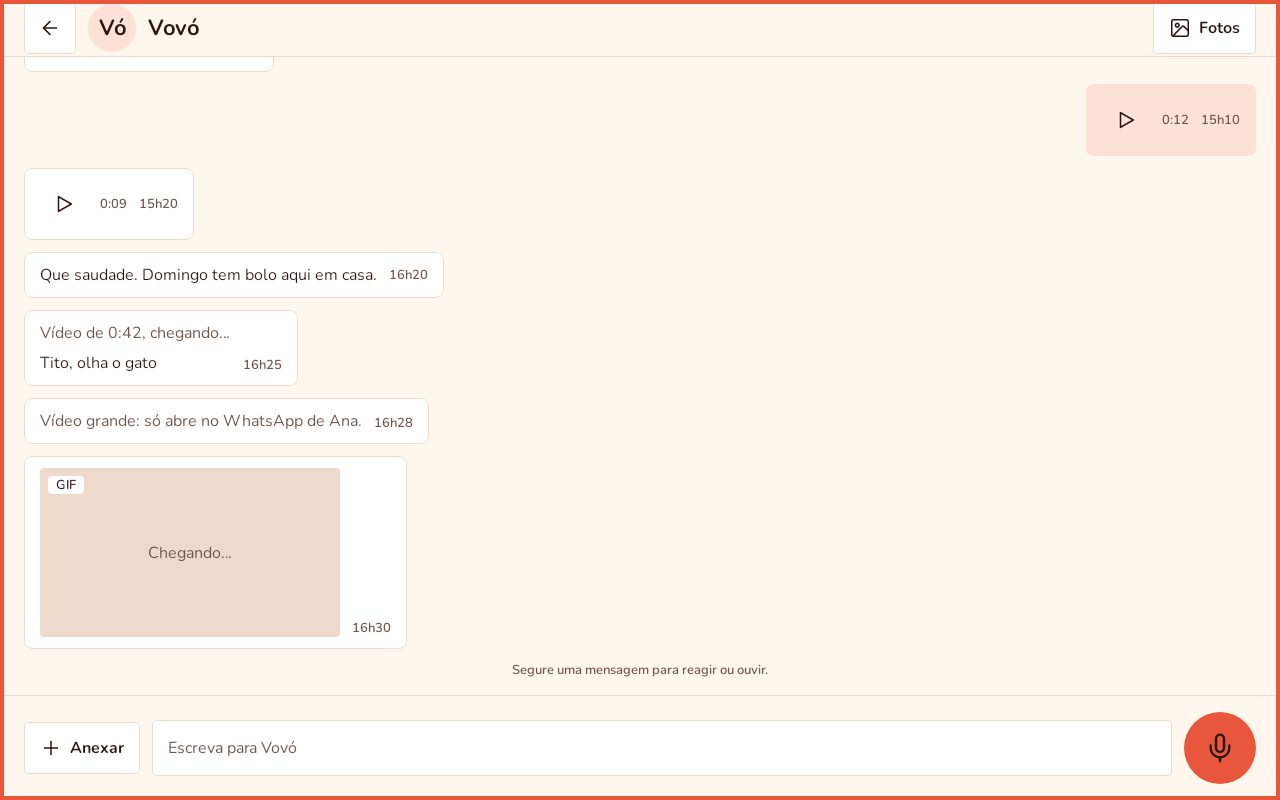 Vó Vovó
Fotos
0:12 15h10
0:09 15h20
Que saudade. Domingo tem bolo aqui em casa. 16h20
Vídeo de 0:42, chegando...
Tito, olha o gato 16h25
Vídeo grande: só abre no WhatsApp de Ana. 16h28
GIF
Chegando...
16h30
Segure uma mensagem para reagir ou ouvir.
Anexar
Escreva para Vovó